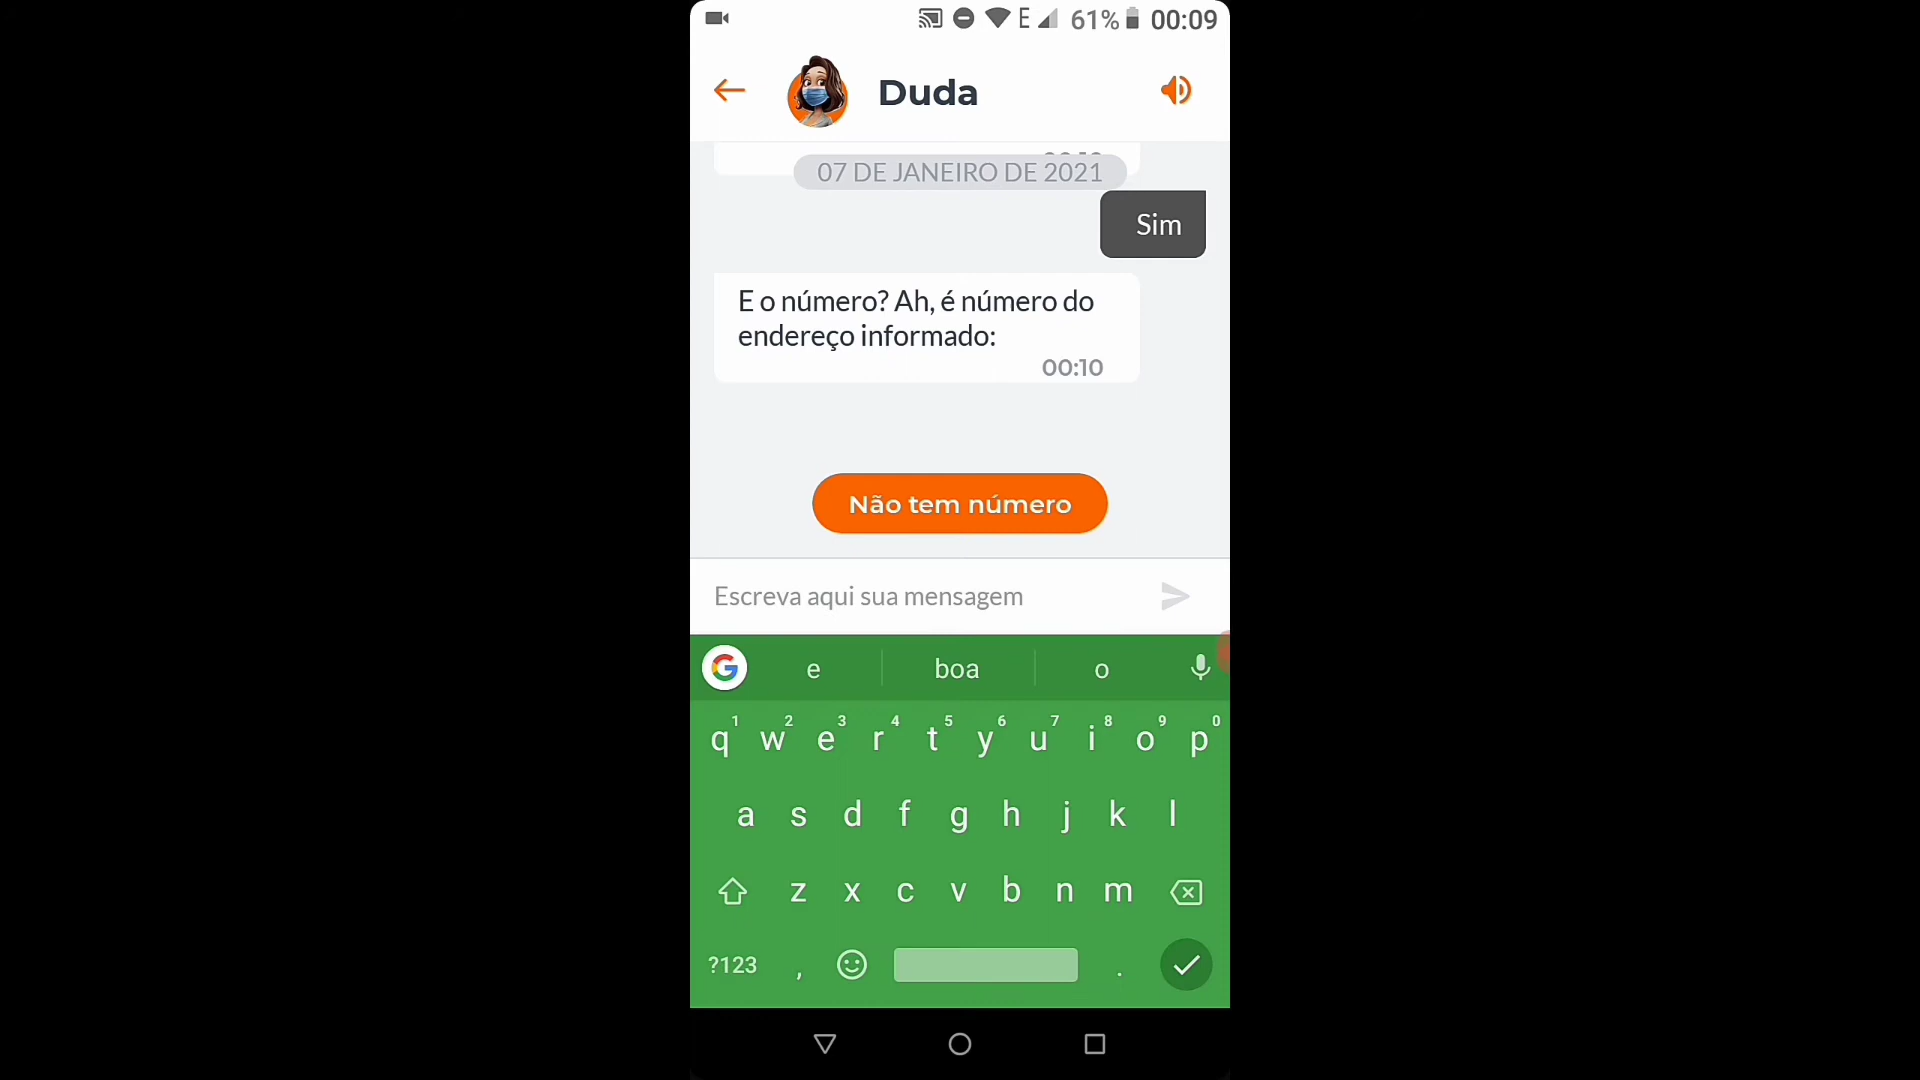 E 61% 00:09
Duda
07 DE JANEIRO DE 2021
Sim
E o número? Ah, é número do
endereço informado:
00:10
Não tem número
Escreva aqui sua mensagem
G e boa o
1 2 3 4 5 6 7 8 9 0
q w e r t y u i o p
a s d f g h j k l
z x c v b n m
?123 , .